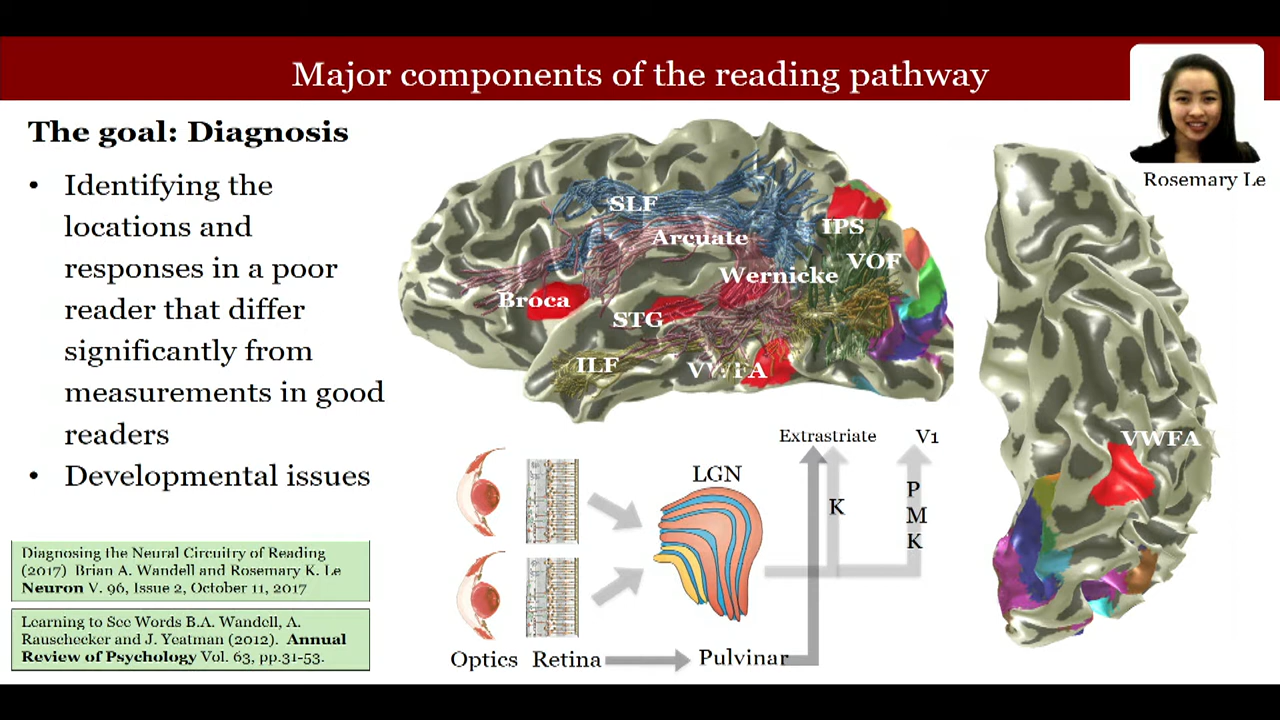 Major components of the reading pathway
Rosemary Le
The goal: Diagnosis
• Identifying the
locations and
responses in a poor
reader that differ
significantly from
measurements in good
readers
• Developmental issues
Diagnosing the Neural Circuitry of Reading
(2017) Brian A. Wandell and Rosemary K. Le
Neuron V. 96, Issue 2, October 11, 2017
Learning to See Words B.A. Wandell, A.
Rauschecker and J. Yeatman (2012). Annual
Review of Psychology Vol. 63, pp.31-53.
SLF
Arcuate
IPS
VOF
Wernicke
Broca
STG
ILF
VWFA
VWFA
Extrastriate
V1
LGN
K
P
M
K
Optics
Retina
Pulvinar